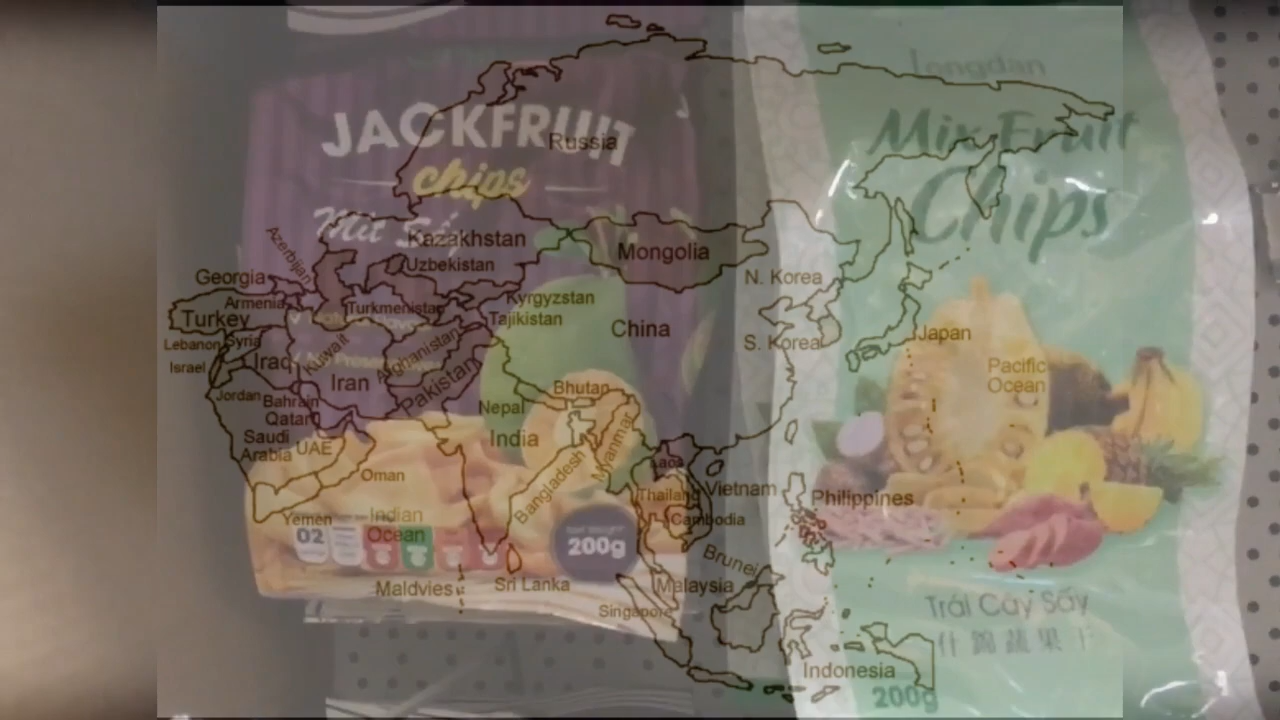 Longdan
JACKFRUIT
chips
Mít Sấy
200g
Mix Fruit
Chips
Trái Cây Sấy
什錦蔬果干
200g
02
Russia
Kazakhstan
Uzbekistan
Mongolia
Azerbijan
Georgia
Armenia
Turkey
Turkmenistan
Kyrgyzstan
Tajikistan
China
N. Korea
S. Korea
Japan
Pacific
Ocean
Lebanon
Syria
Israel
Iraq
Kuwait
Iran
Afghanistan
Pakistan
Jordan
Bahrain
Qatar
Saudi
Arabia
UAE
Oman
Yemen
Nepal
Bhutan
India
Bangladesh
Myanmar
Laos
Thailand
Vietnam
Cambodia
Philippines
Indian
Ocean
Maldvies
Sri Lanka
Brunei
Malaysia
Singapore
Indonesia